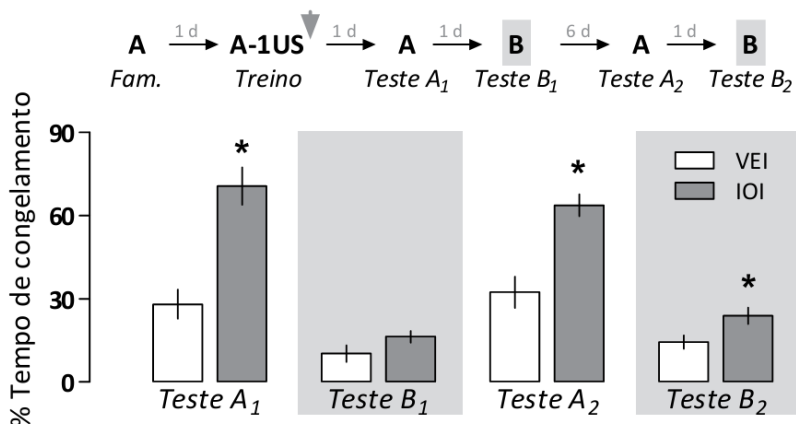 1 d 1 d 1 d 6 d 1 d
A A-1US A B A B
Fam. Treino Teste A1 Teste B1 Teste A2 Teste B2
% Tempo de congelamento
90
60
30
0
* * *
VEI
IOI
Teste A1 Teste B1 Teste A2 Teste B2